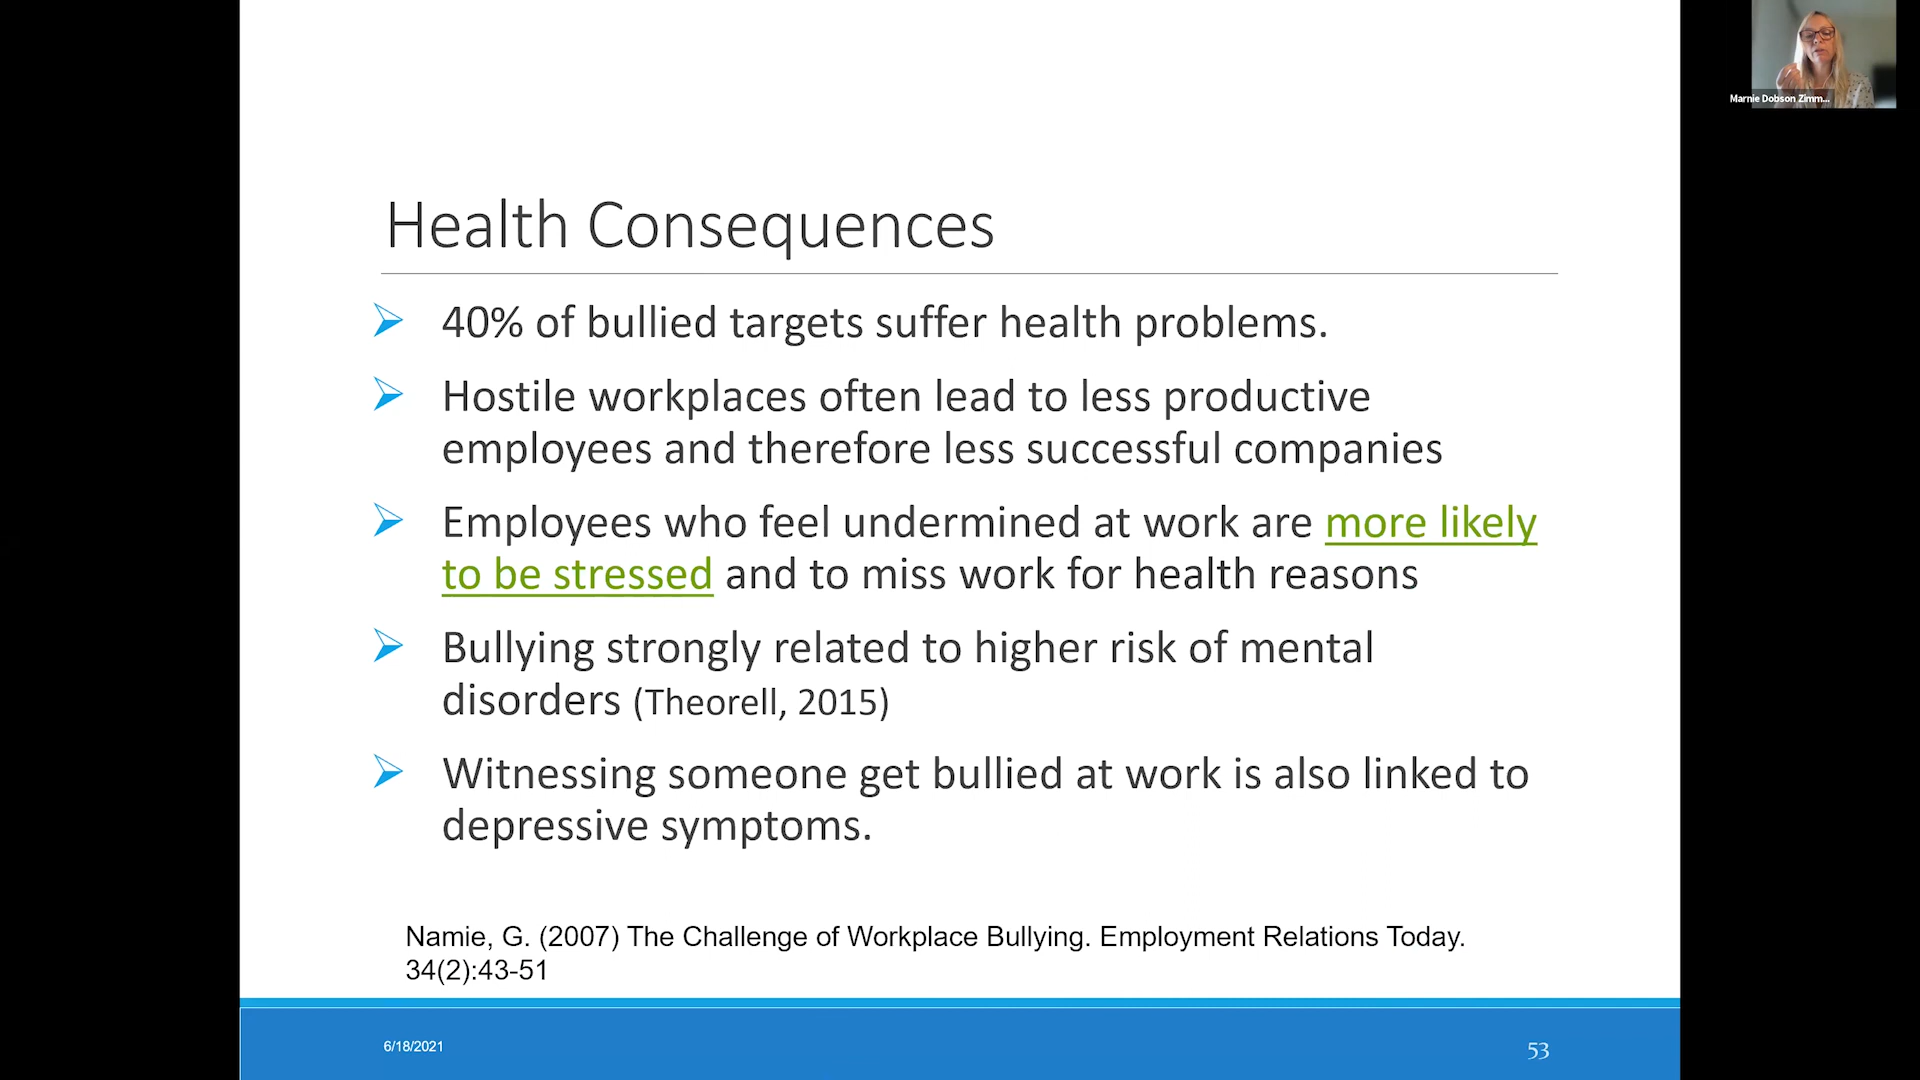 Marnie Dobson Zimm...
Health Consequences
40% of bullied targets suffer health problems.
Hostile workplaces often lead to less productive
employees and therefore less successful companies
Employees who feel undermined at work are more likely
to be stressed and to miss work for health reasons
Bullying strongly related to higher risk of mental
disorders (Theorell, 2015)
Witnessing someone get bullied at work is also linked to
depressive symptoms.
Namie, G. (2007) The Challenge of Workplace Bullying. Employment Relations Today.
34(2):43-51
6/18/2021
53